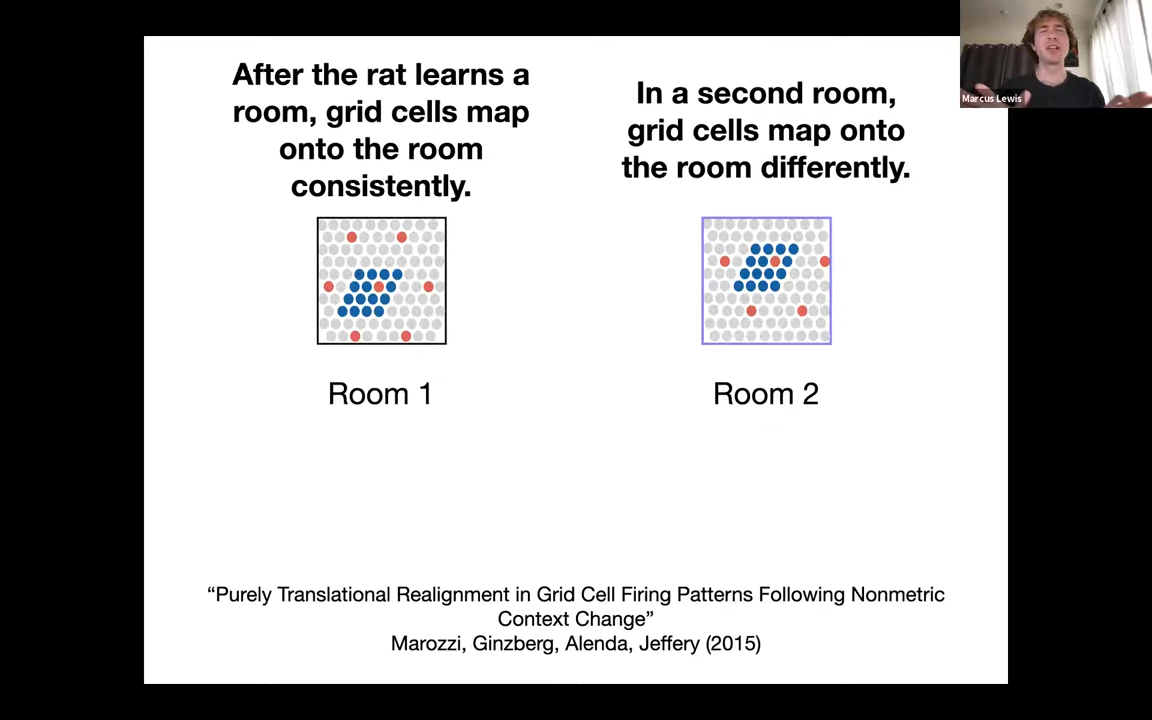 After the rat learns a
room, grid cells map
onto the room
consistently.
In a second room,
grid cells map onto
the room differently.
Marcus Lewis
Room 1
Room 2
“Purely Translational Realignment in Grid Cell Firing Patterns Following Nonmetric
Context Change”
Marozzi, Ginzberg, Alenda, Jeffery (2015)